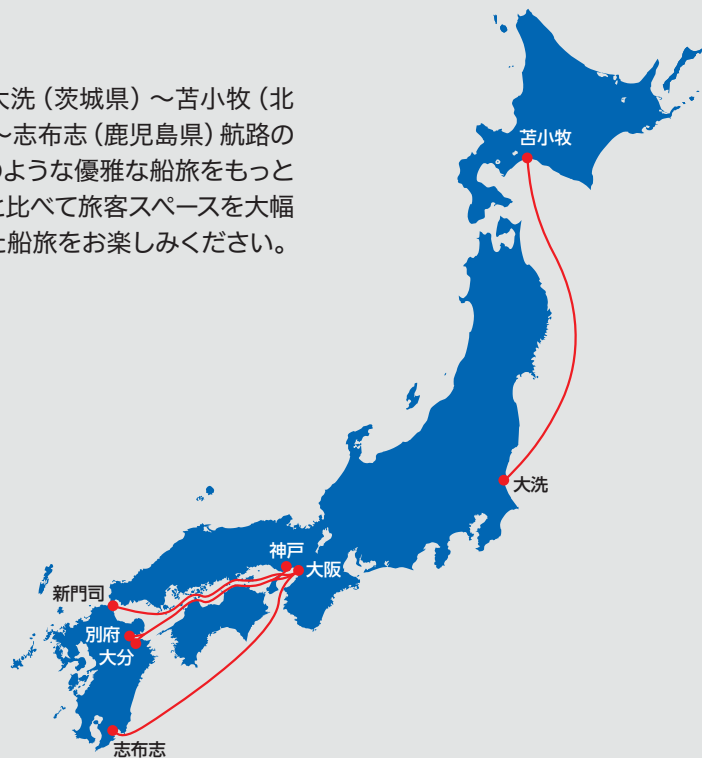 大洗（茨城県）～苫小牧（北
～志布志（鹿児島県）航路の
のような優雅な船旅をもっと
と比べて旅客スペースを大幅
た船旅をお楽しみください。
苫小牧
大洗
神戸
大阪
新門司
別府
大分
志布志